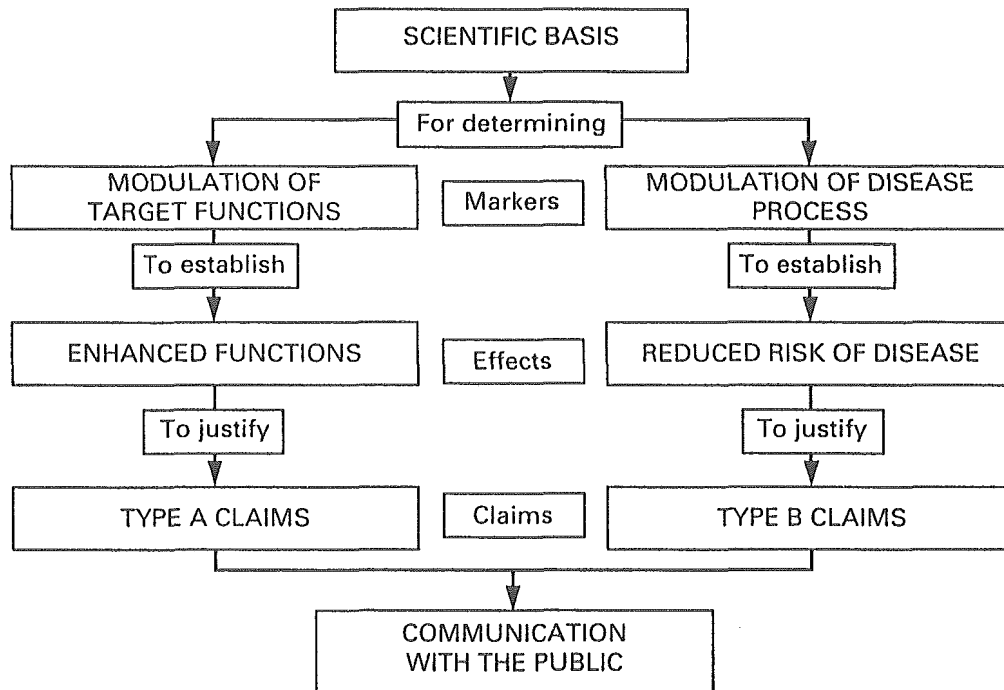 SCIENTIFIC BASIS
For determining
MODULATION OF
TARGET FUNCTIONS
Markers
MODULATION OF DISEASE
PROCESS
To establish
To establish
ENHANCED FUNCTIONS
Effects
REDUCED RISK OF DISEASE
To justify
To justify
TYPE A CLAIMS
Claims
TYPE B CLAIMS
COMMUNICATION
WITH THE PUBLIC